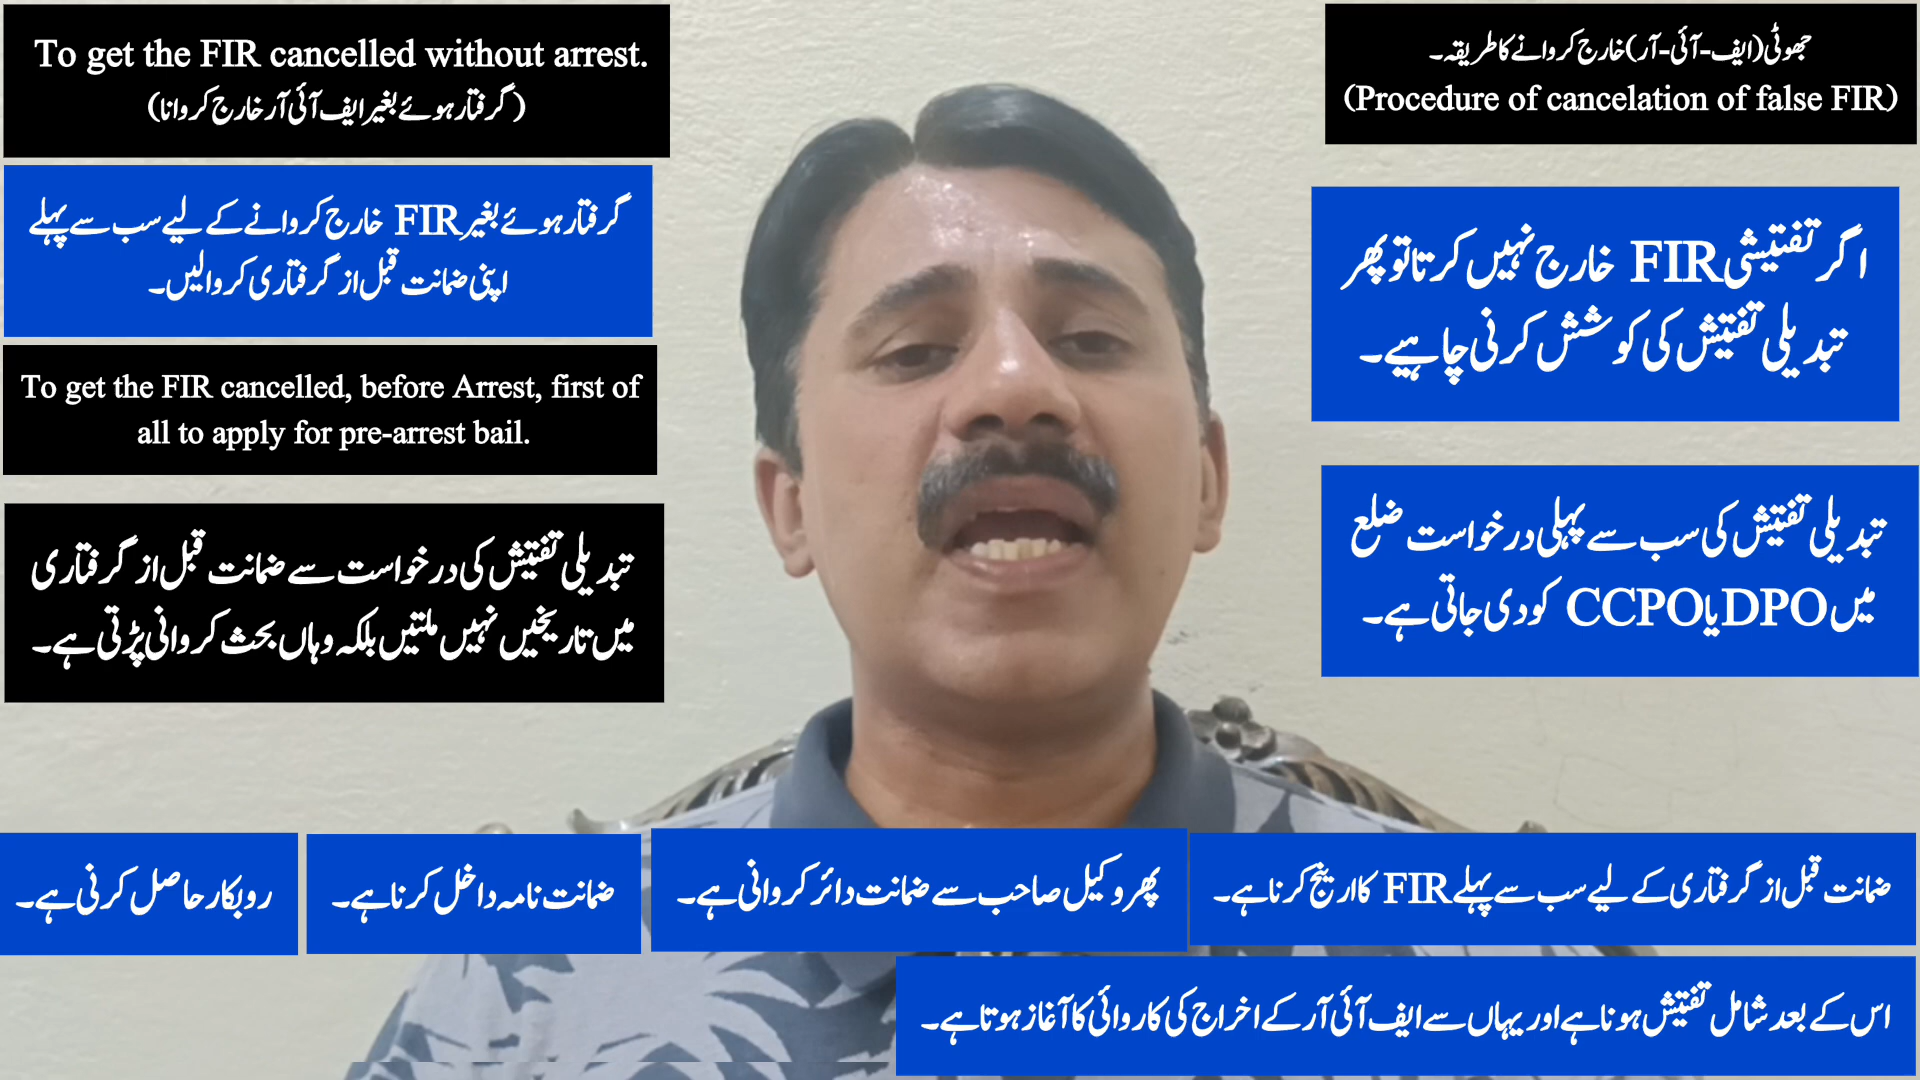 To get the FIR cancelled without arrest.
(گرفتار ہوئے بغیر ایف آئی آر خارج کروانا)
گرفتار ہوئے بغیر FIR خارج کروانے کے لیے سب سے پہلے
اپنی ضمانت قبل از گرفتاری کروا لیں۔
To get the FIR cancelled, before Arrest, first of
all to apply for pre-arrest bail.
تبدیلی تفتیش کی درخواست سے ضمانت قبل از گرفتاری
میں تاریخیں نہیں ملتیں بلکہ وہاں بحث کروانی پڑتی ہے۔
جھوٹی (ایف-آئی-آر) خارج کروانے کا طریقہ۔
(Procedure of cancelation of false FIR)
اگر تفتیشی FIR خارج نہیں کرتا تو پھر
تبدیلی تفتیش کی کوشش کرنی چاہیے۔
تبدیلی تفتیش کی سب سے پہلی درخواست ضلع
میں DPO یا CCPO کو دی جاتی ہے۔
ضمانت قبل از گرفتاری کے لیے سب سے پہلے FIR کا ارینج کرنا ہے۔
پھر وکیل صاحب سے ضمانت دائر کروانی ہے۔
ضمانت نامہ داخل کرنا ہے۔
روبکار حاصل کرنی ہے۔
اس کے بعد شامل تفتیش ہونا ہے اور یہاں سے ایف آئی آر کے اخراج کی کاروائی کا آغاز ہوتا ہے۔